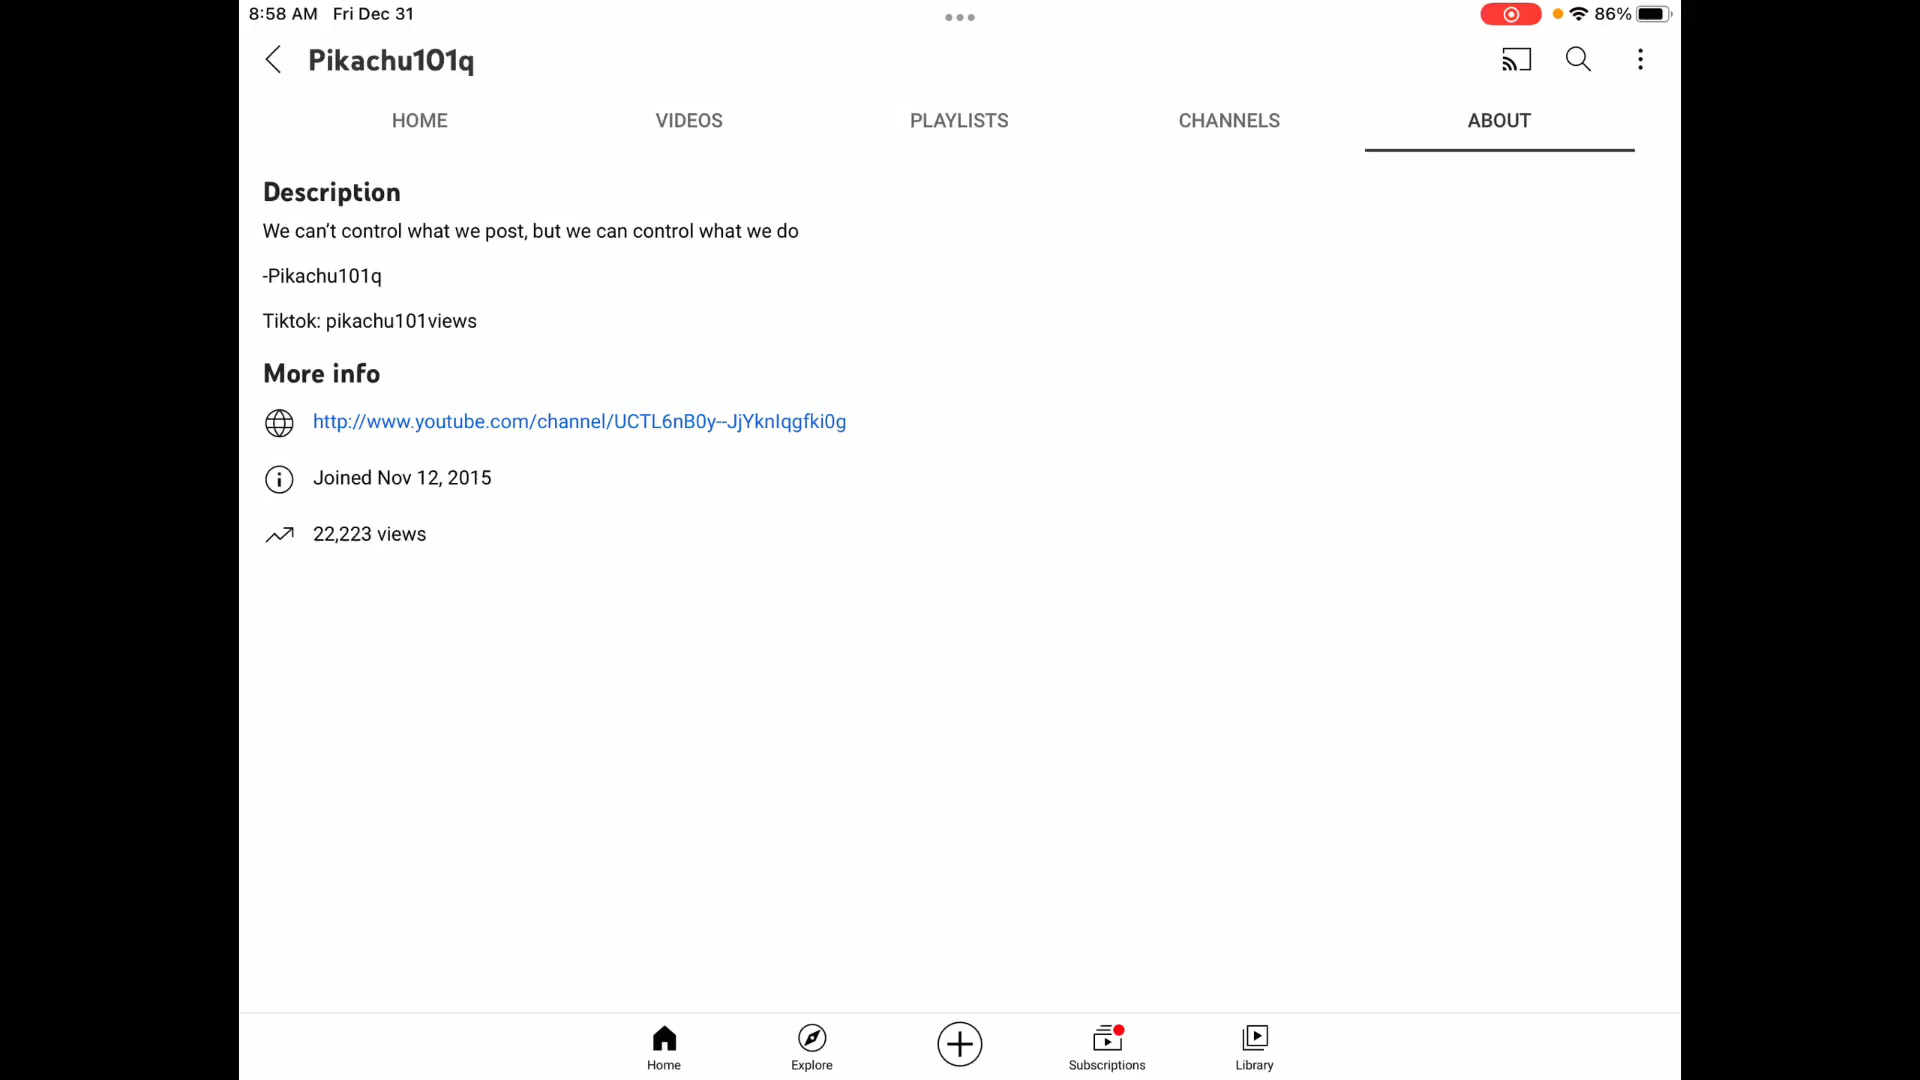 8:58 AM Fri Dec 31
86%
Pikachu101q
HOME VIDEOS PLAYLISTS CHANNELS ABOUT
Description
We can’t control what we post, but we can control what we do
-Pikachu101q
Tiktok: pikachu101views
More info
http://www.youtube.com/channel/UCTL6nB0y--JjYknIqgfki0g
Joined Nov 12, 2015
22,223 views
Home Explore Subscriptions Library